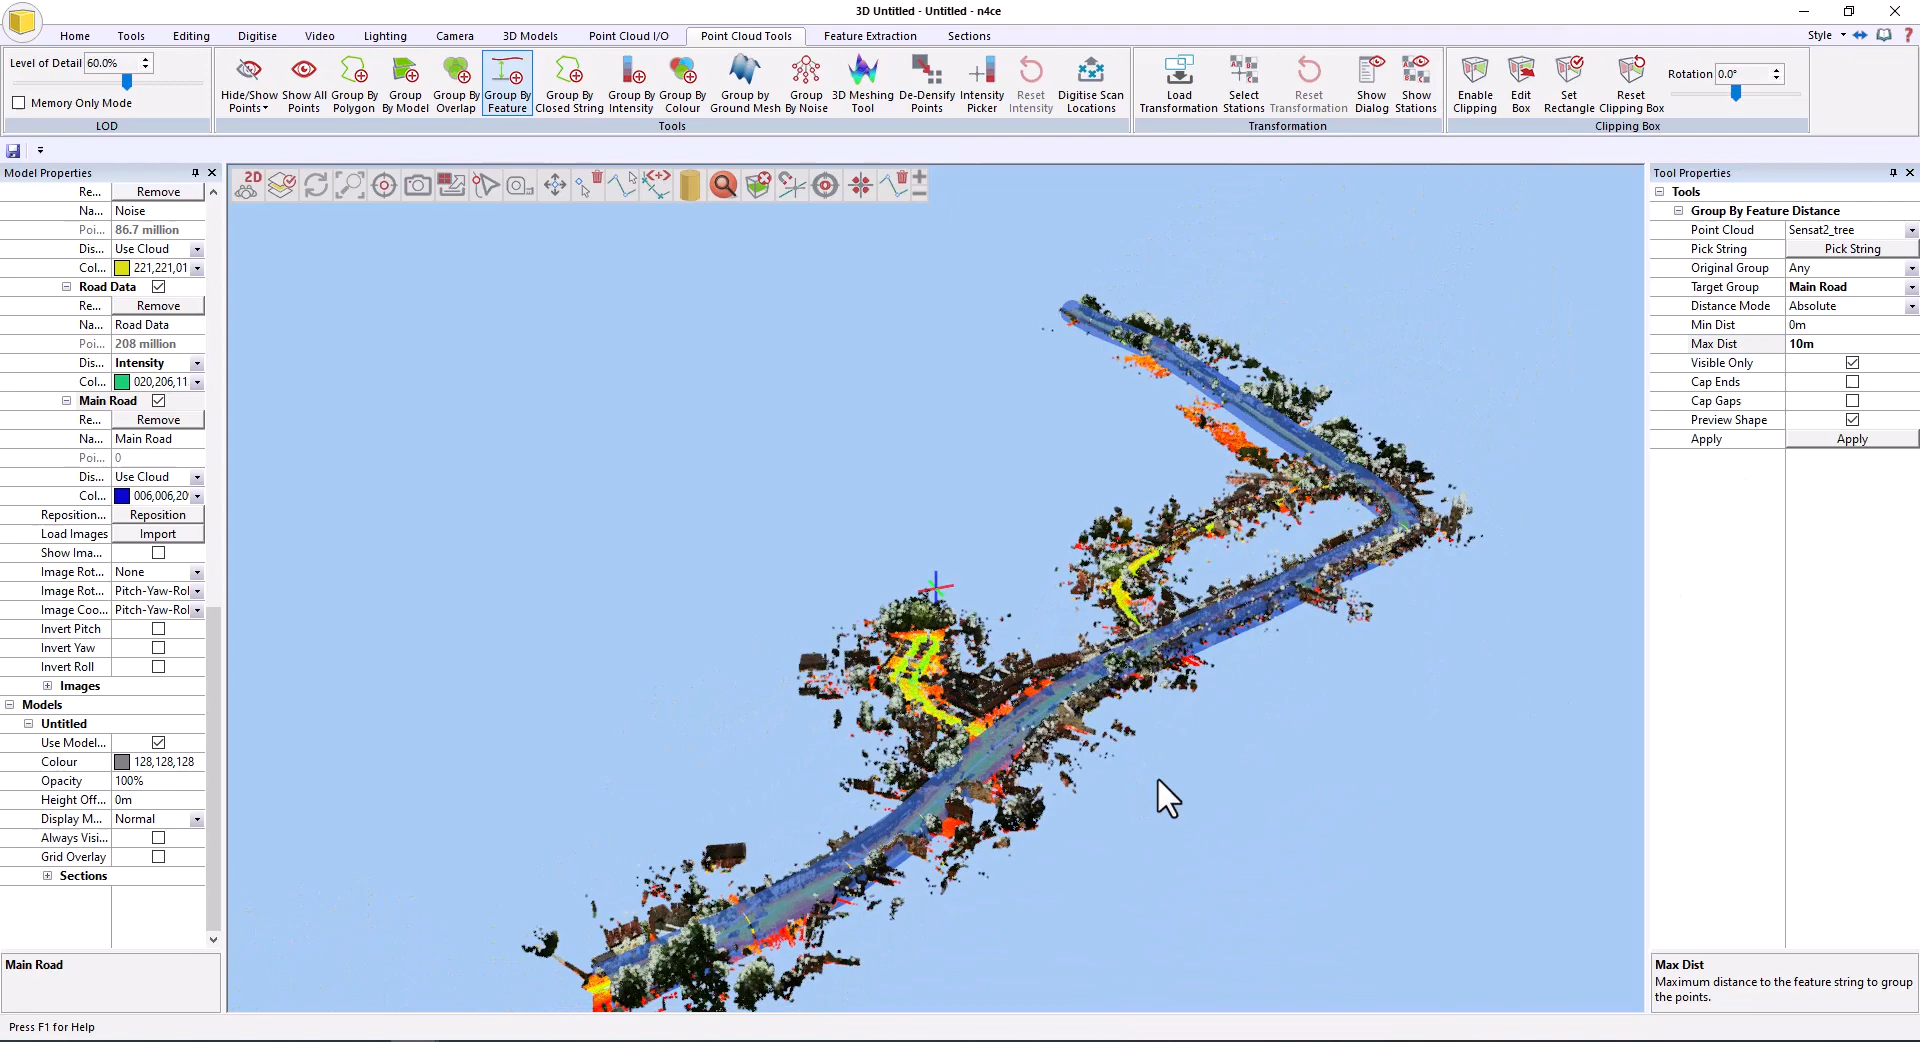 3D Untitled - Untitled - n4ce
Home Tools Editing Digitise Video Lighting Camera 3D Models Point Cloud I/O Point Cloud Tools Feature Extraction Sections Style
Level of Detail 60.0%
Memory Only Mode
LOD
Hide/Show Points
Show All Points
Group By Polygon
Group By Model
Group By Overlap
Group By Feature
Group By Closed String
Group By Intensity
Group By Colour
Group by Ground Mesh
Group By Noise
3D Meshing Tool
De-Densify Points
Intensity Picker
Reset Intensity
Digitise Scan Locations
Tools
Load Transformation
Select Stations
Reset Transformation
Show Dialog
Show Stations
Transformation
Enable Clipping
Edit Box
Set Rectangle
Reset Clipping Box
Rotation 0.0°
Clipping Box
Model Properties
Re... Remove
Na... Noise
Poi... 86.7 million
Dis... Use Cloud
Col... 221,221,01
Road Data
Re... Remove
Na... Road Data
Poi... 208 million
Dis... Intensity
Col... 020,206,11
Main Road
Re... Remove
Na... Main Road
Poi... 0
Dis... Use Cloud
Col... 006,006,20
Reposition... Reposition
Load Images Import
Show Ima...
Image Rot... None
Image Rot... Pitch-Yaw-Rol
Image Coo... Pitch-Yaw-Rol
Invert Pitch
Invert Yaw
Invert Roll
Images
Models
Untitled
Use Model...
Colour 128,128,128
Opacity 100%
Height Off... 0m
Display M... Normal
Always Visi...
Grid Overlay
Sections
Main Road
Press F1 for Help
2D
Tool Properties
Tools
Group By Feature Distance
Point Cloud Sensat2_tree
Pick String Pick String
Original Group Any
Target Group Main Road
Distance Mode Absolute
Min Dist 0m
Max Dist 10m
Visible Only
Cap Ends
Cap Gaps
Preview Shape
Apply Apply
Max Dist
Maximum distance to the feature string to group
the points.